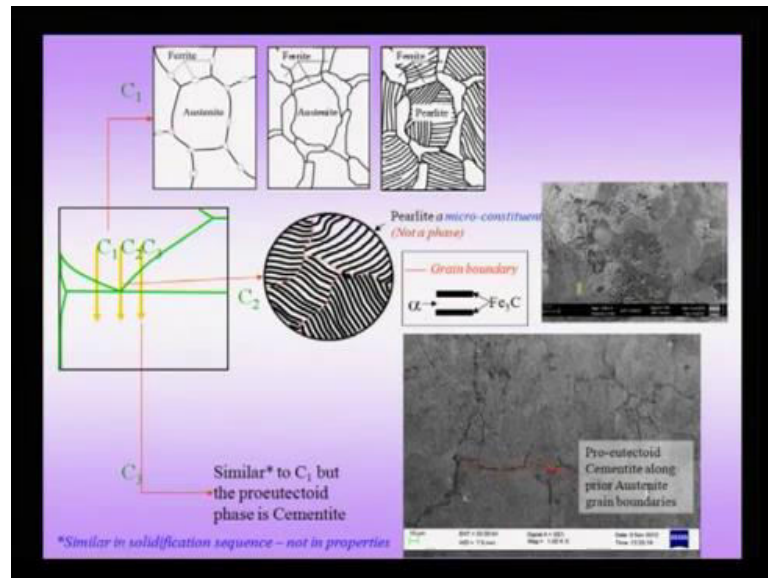 Ferrite
Austenite
Ferrite
Austenite
Ferrite
Pearlite
C1
C1 C2 C3
C2
Pearlite a micro-constituent
(Not a phase)
Grain boundary
α
Fe3C
C3
Similar* to C1 but
the proeutectoid
phase is Cementite
*Similar in solidification sequence – not in properties
Pro-eutectoid
Cementite along
prior Austenite
grain boundaries